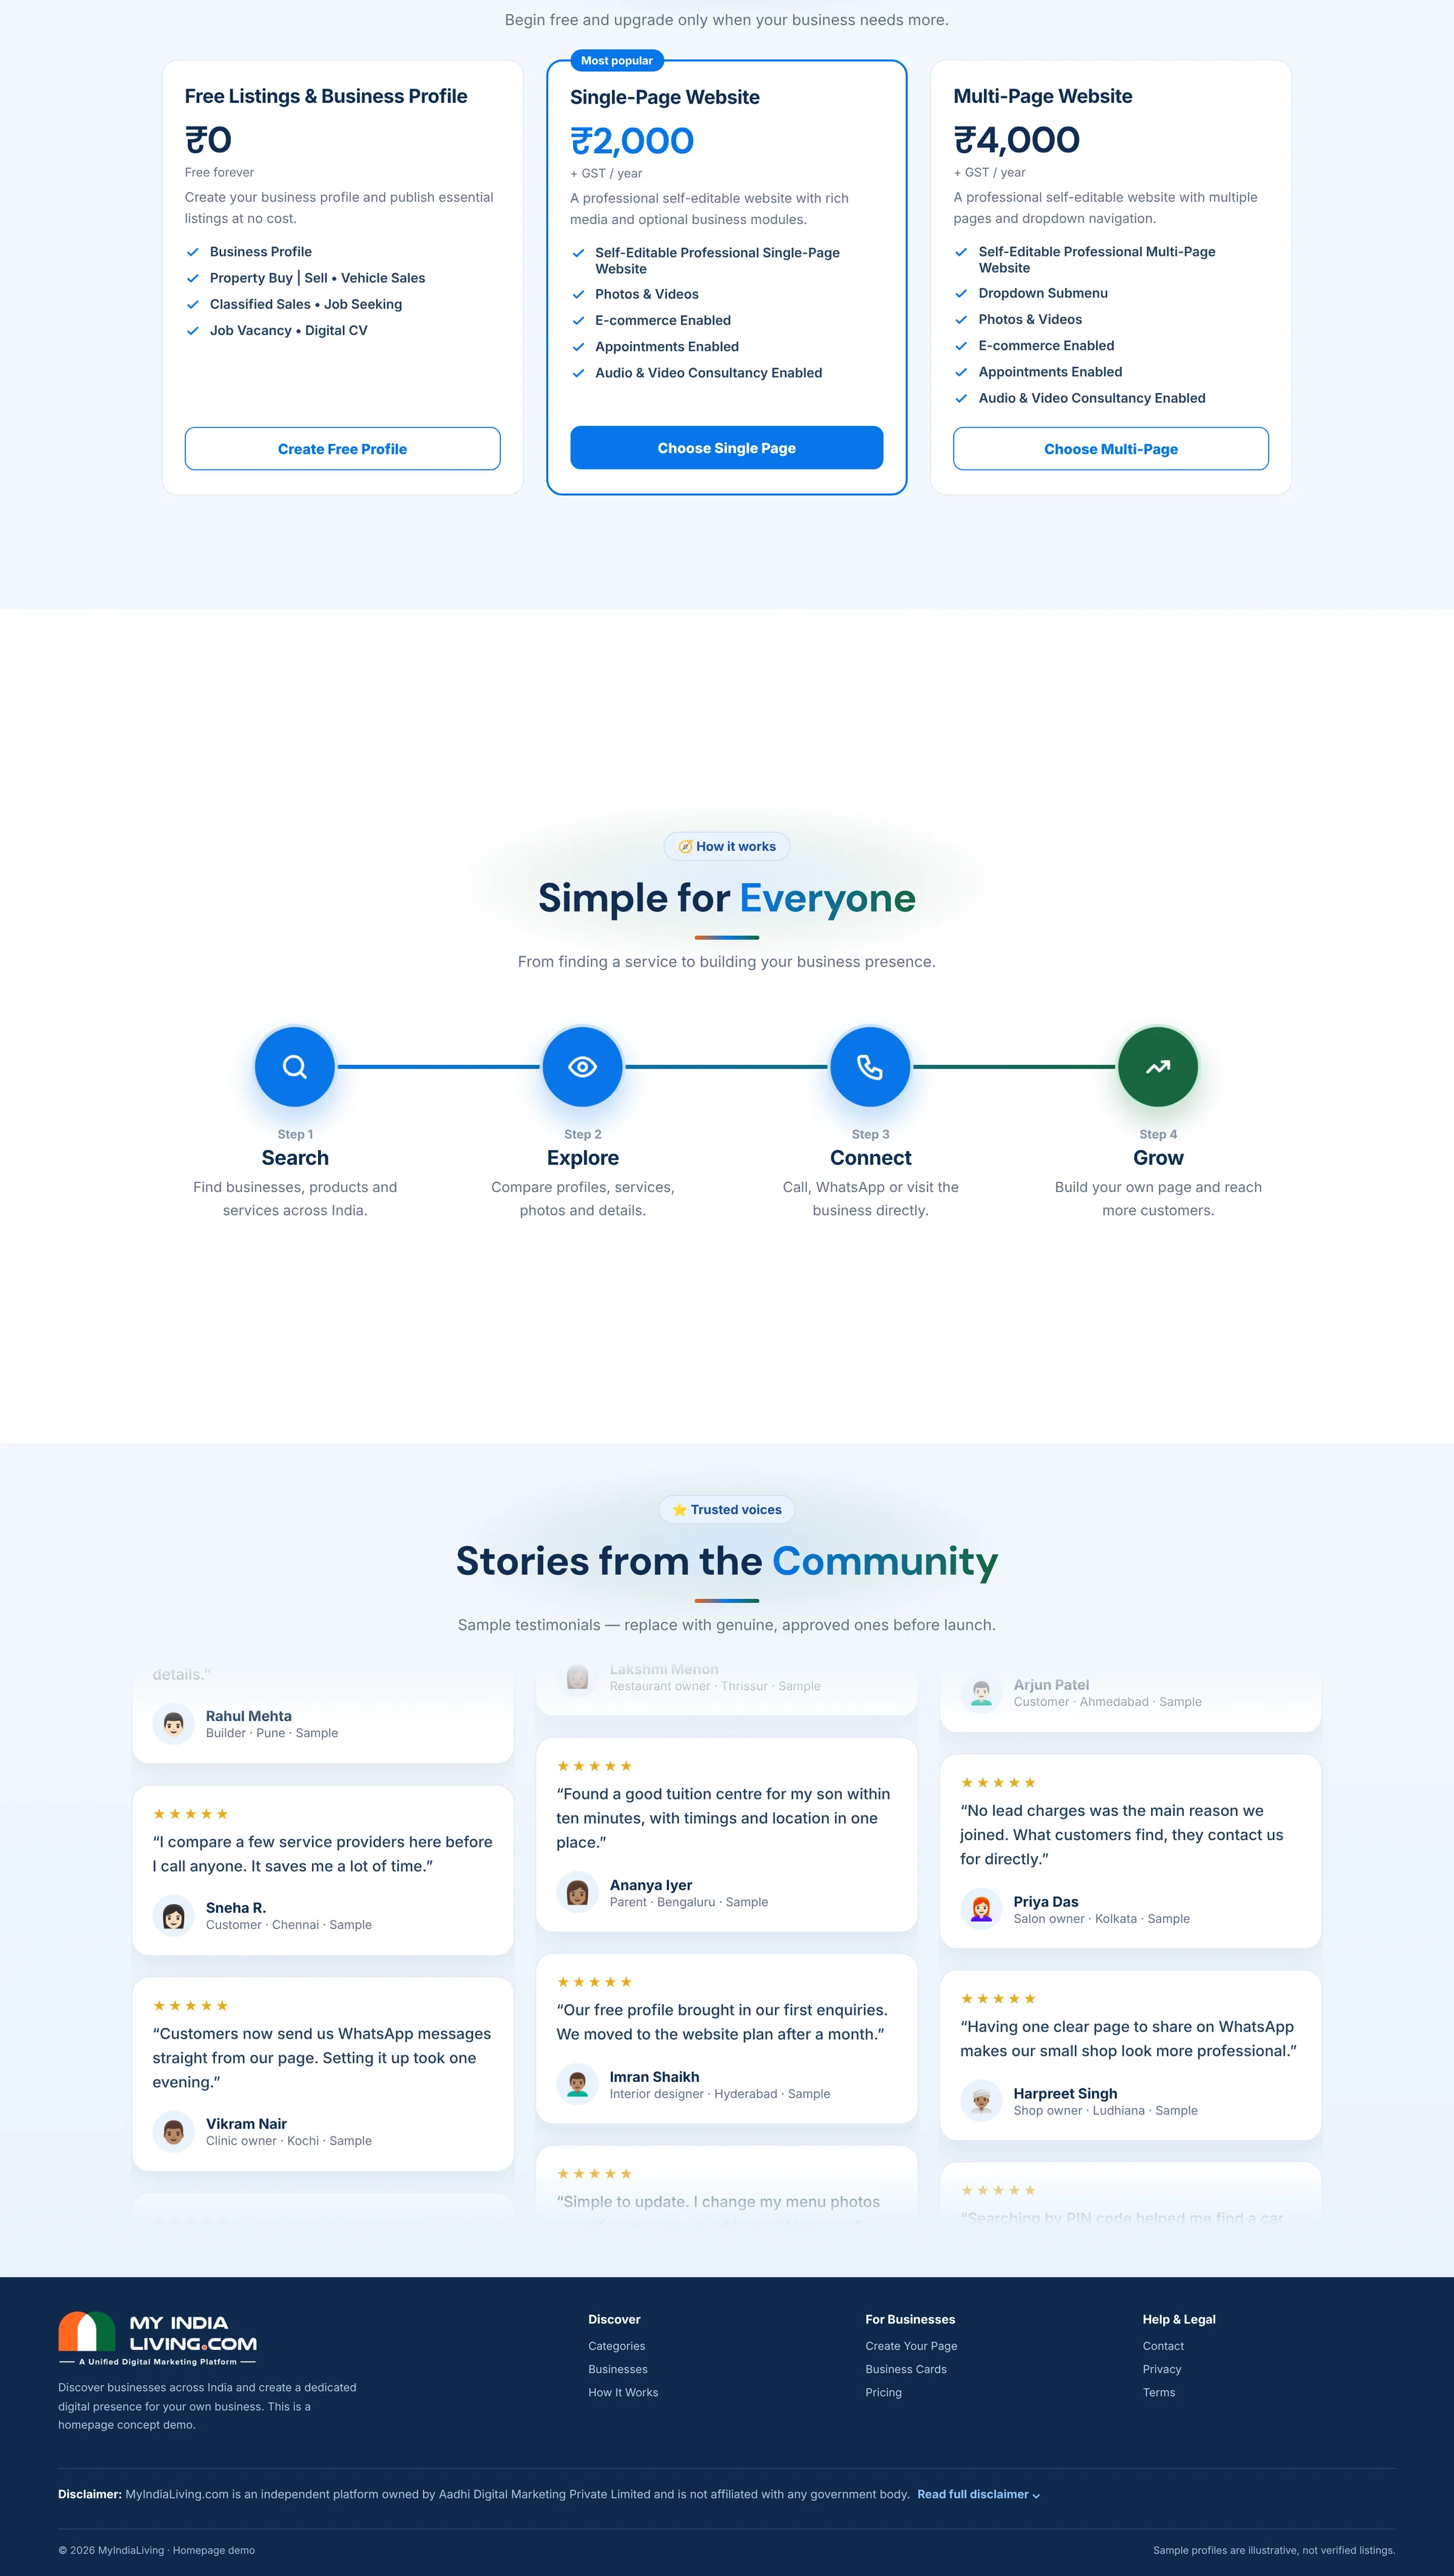 Begin free and upgrade only when your business needs more.
Free Listings & Business Profile
₹0
Free forever
Create your business profile and publish essential
listings at no cost.
Business Profile
Property Buy | Sell • Vehicle Sales
Classified Sales • Job Seeking
Job Vacancy • Digital CV
Create Free Profile
Most popular
Single-Page Website
₹2,000
+ GST / year
A professional self-editable website with rich
media and optional business modules.
Self-Editable Professional Single-Page
Website
Photos & Videos
E-commerce Enabled
Appointments Enabled
Audio & Video Consultancy Enabled
Choose Single Page
Multi-Page Website
₹4,000
+ GST / year
A professional self-editable website with multiple
pages and dropdown navigation.
Self-Editable Professional Multi-Page
Website
Dropdown Submenu
Photos & Videos
E-commerce Enabled
Appointments Enabled
Audio & Video Consultancy Enabled
Choose Multi-Page
🧭 How it works
Simple for Everyone
From finding a service to building your business presence.
Step 1
Search
Find businesses, products and
services across India.
Step 2
Explore
Compare profiles, services,
photos and details.
Step 3
Connect
Call, WhatsApp or visit the
business directly.
Step 4
Grow
Build your own page and reach
more customers.
⭐ Trusted voices
Stories from the Community
Sample testimonials — replace with genuine, approved ones before launch.
details.”
Rahul Mehta
Builder · Pune · Sample
★★★★★
“I compare a few service providers here before
I call anyone. It saves me a lot of time.”
Sneha R.
Customer · Chennai · Sample
★★★★★
“Customers now send us WhatsApp messages
straight from our page. Setting it up took one
evening.”
Vikram Nair
Clinic owner · Kochi · Sample
Lakshmi Menon
Restaurant owner · Thrissur · Sample
★★★★★
“Found a good tuition centre for my son within
ten minutes, with timings and location in one
place.”
Ananya Iyer
Parent · Bengaluru · Sample
★★★★★
“Our free profile brought in our first enquiries.
We moved to the website plan after a month.”
Imran Shaikh
Interior designer · Hyderabad · Sample
★★★★★
“Simple to update. I change my menu photos
Arjun Patel
Customer · Ahmedabad · Sample
★★★★★
“No lead charges was the main reason we
joined. What customers find, they contact us
for directly.”
Priya Das
Salon owner · Kolkata · Sample
★★★★★
“Having one clear page to share on WhatsApp
makes our small shop look more professional.”
Harpreet Singh
Shop owner · Ludhiana · Sample
★★★★★
“Searching by PIN code helped me find a car
MY INDIA
LIVING.COM
A Unified Digital Marketing Platform
Discover businesses across India and create a dedicated
digital presence for your own business. This is a
homepage concept demo.
Discover
Categories
Businesses
How It Works
For Businesses
Create Your Page
Business Cards
Pricing
Help & Legal
Contact
Privacy
Terms
Disclaimer: MyIndiaLiving.com is an independent platform owned by Aadhi Digital Marketing Private Limited and is not affiliated with any government body. Read full disclaimer
© 2026 MyIndiaLiving · Homepage demo
Sample profiles are illustrative, not verified listings.